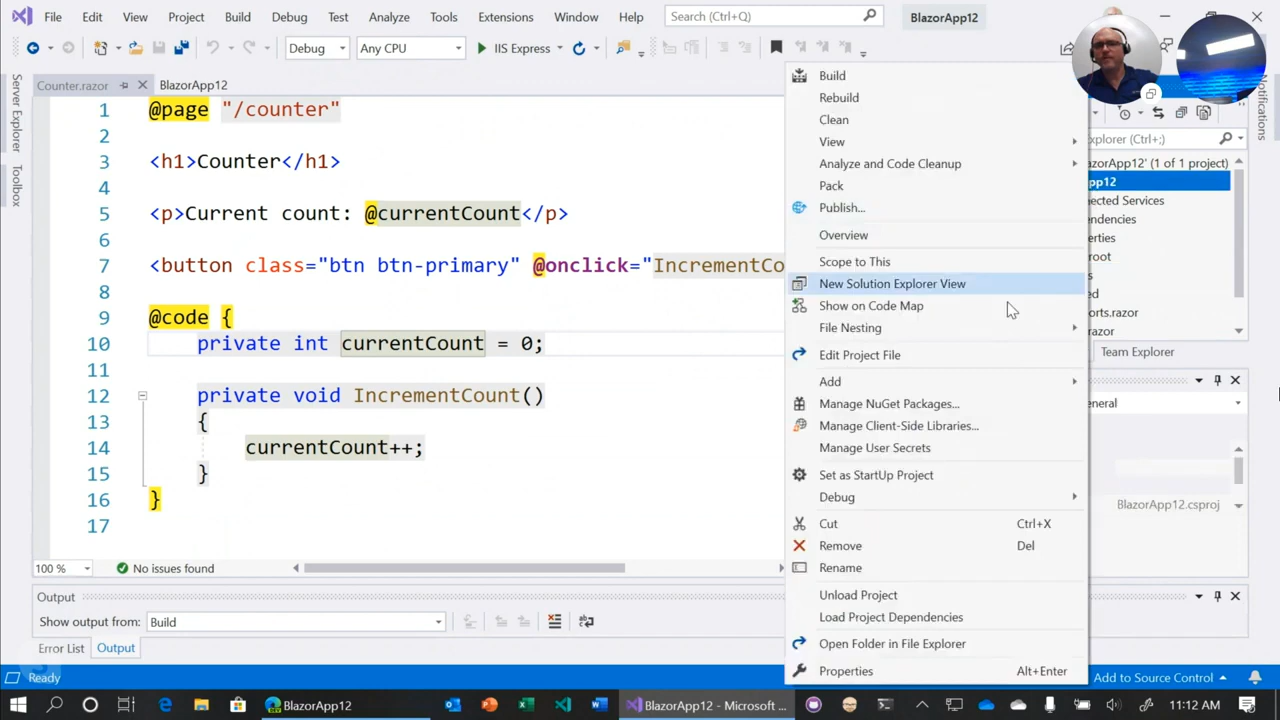 File Edit View Project Build Debug Test Analyze Tools Extensions Window Help Search (Ctrl+Q) BlazorApp12
Debug Any CPU IIS Express
Server Explorer
Toolbox
Notifications
Counter.razor BlazorApp12
1 @page "/counter"
2
3 <h1>Counter</h1>
4
5 <p>Current count: @currentCount</p>
6
7 <button class="btn btn-primary" @onclick="IncrementCo
8
9 @code {
10 private int currentCount = 0;
11
12 private void IncrementCount()
13 {
14 currentCount++;
15 }
16 }
17
100 % No issues found
Output
Show output from: Build
Error List Output
Ready
Build
Rebuild
Clean
View
Analyze and Code Cleanup
Pack
Publish...
Overview
Scope to This
New Solution Explorer View
Show on Code Map
File Nesting
Edit Project File
Add
Manage NuGet Packages...
Manage Client-Side Libraries...
Manage User Secrets
Set as StartUp Project
Debug
Cut Ctrl+X
Remove Del
Rename
Unload Project
Load Project Dependencies
Open Folder in File Explorer
Properties Alt+Enter
xplorer (Ctrl+;)
azorApp12' (1 of 1 project)
pp12
nected Services
endencies
erties
root
s
ed
ports.razor
razor
Team Explorer
eneral
BlazorApp12.csproj
Add to Source Control
BlazorApp12 BlazorApp12 - Microsoft ... 11:12 AM